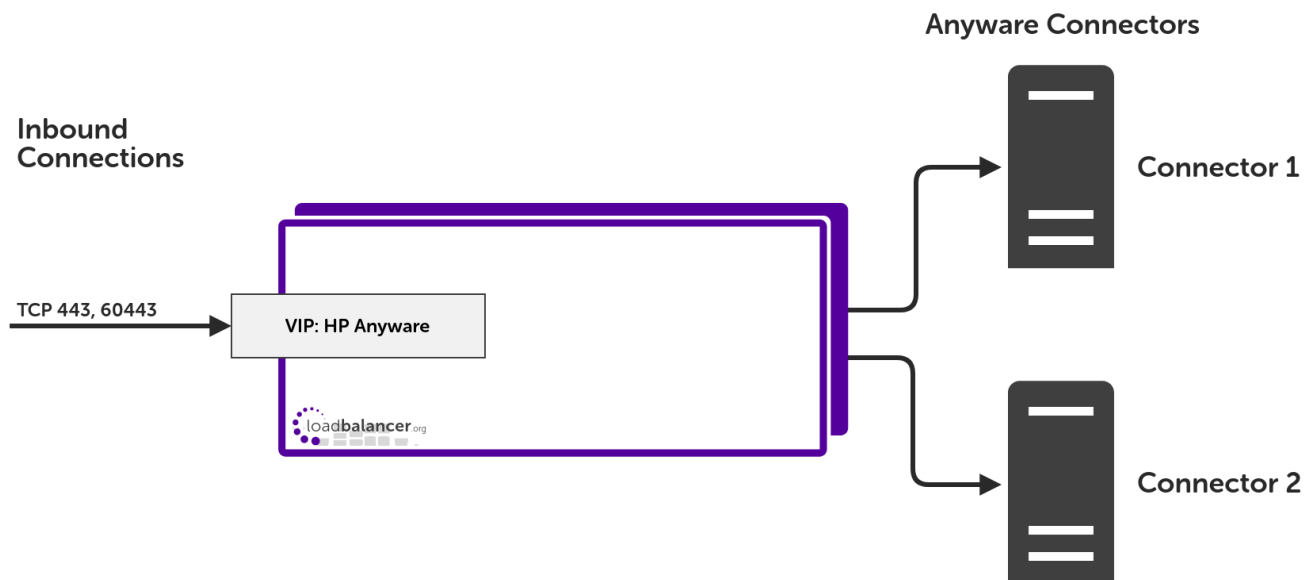 Anyware Connectors
Inbound
Connections
Connector 1
TCP 443, 60443
VIP: HP Anyware
loadbalancer.org
Connector 2